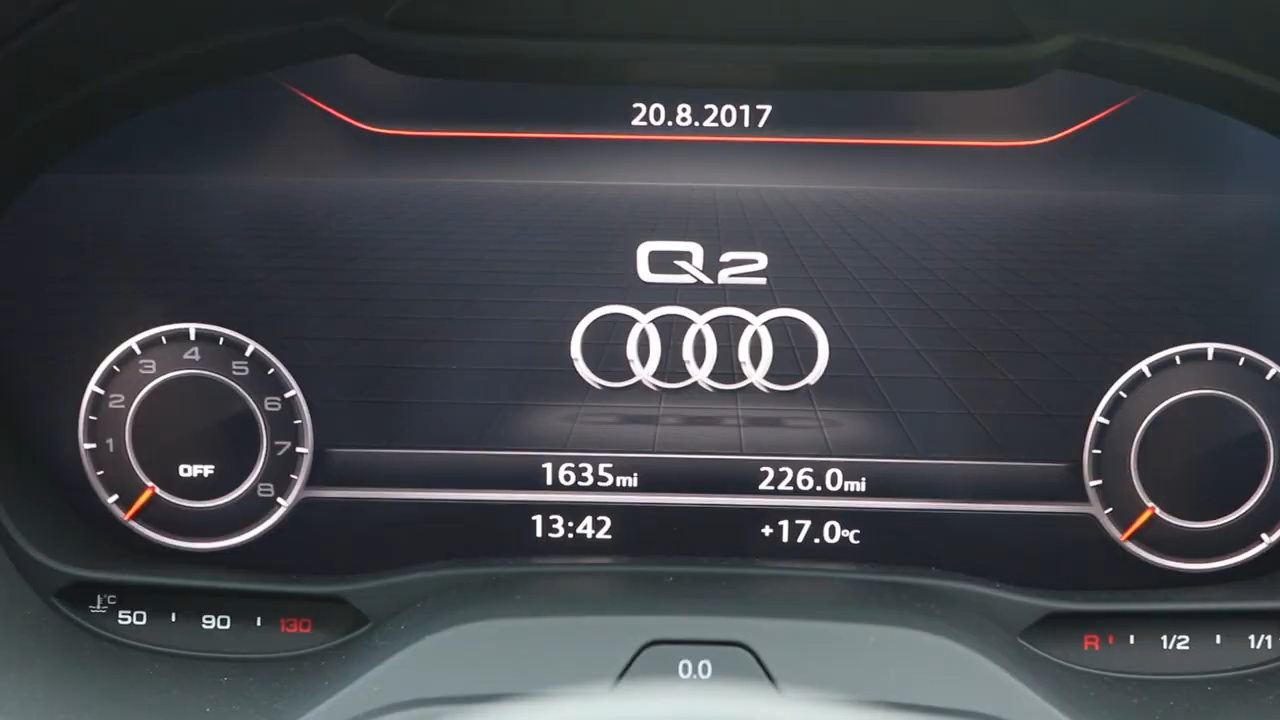 20.8.2017
Q2
1 2 3 4 5 6 7 8
OFF
1635mi 226.0mi
13:42 +17.0°C
°C 50 90 130
R 1/2 1/1
0.0